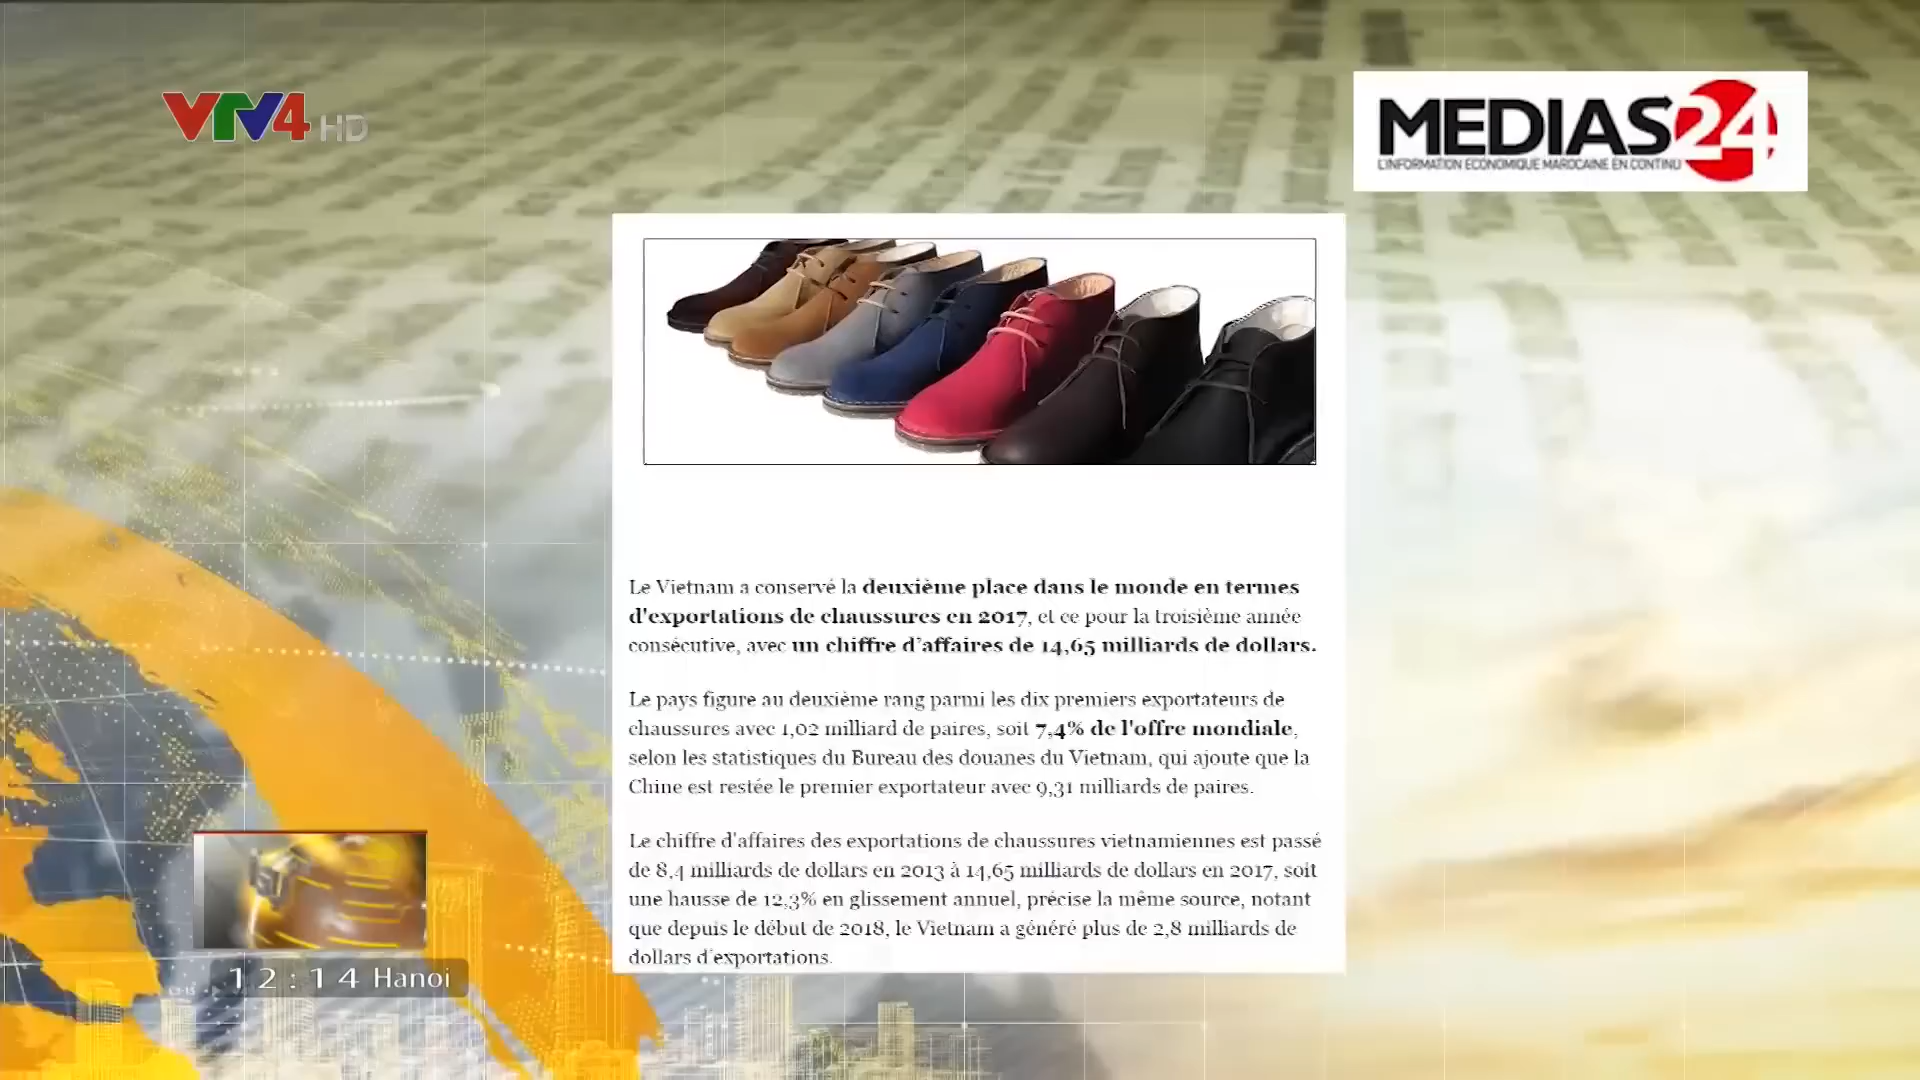 VTV4 HD
MEDIAS24
L'INFORMATION ECONOMIQUE MAROCAINE EN CONTINU
Le Vietnam a conservé la deuxième place dans le monde en termes
d'exportations de chaussures en 2017, et ce pour la troisième année
consécutive, avec un chiffre d'affaires de 14,65 milliards de dollars.
Le pays figure au deuxième rang parmi les dix premiers exportateurs de
chaussures avec 1,02 milliard de paires, soit 7,4% de l'offre mondiale,
selon les statistiques du Bureau des douanes du Vietnam, qui ajoute que la
Chine est restée le premier exportateur avec 9,31 milliards de paires.
Le chiffre d'affaires des exportations de chaussures vietnamiennes est passé
de 8,4 milliards de dollars en 2013 à 14,65 milliards de dollars en 2017, soit
une hausse de 12,3% en glissement annuel, précise la même source, notant
que depuis le début de 2018, le Vietnam a généré plus de 2,8 milliards de
dollars d'exportations.
12:14 Hanoi